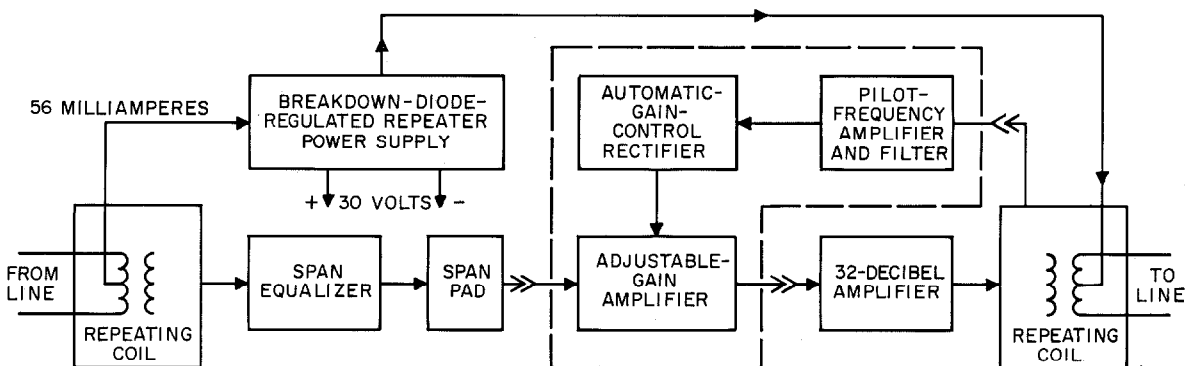 56 MILLIAMPERES
BREAKDOWN-DIODE-
REGULATED REPEATER
POWER SUPPLY
+ 30 VOLTS -
AUTOMATIC-
GAIN-
CONTROL
RECTIFIER
PILOT-
FREQUENCY
AMPLIFIER
AND FILTER
FROM
LINE
REPEATING
COIL
SPAN
EQUALIZER
SPAN
PAD
ADJUSTABLE-
GAIN
AMPLIFIER
32-DECIBEL
AMPLIFIER
REPEATING
COIL
TO
LINE